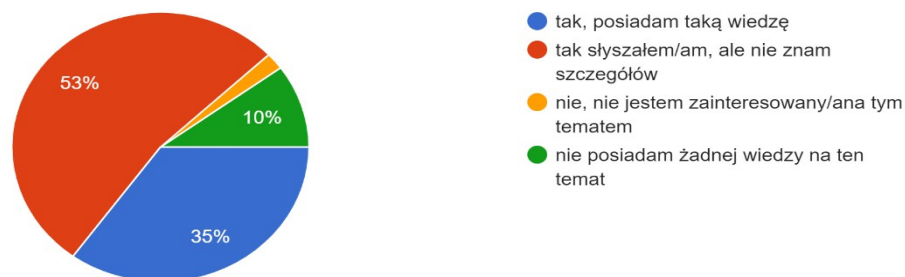 53%
10%
35%
tak, posiadam taką wiedzę
tak słyszałem/am, ale nie znam
szczegółów
nie, nie jestem zainteresowany/ana tym
tematem
nie posiadam żadnej wiedzy na ten
temat